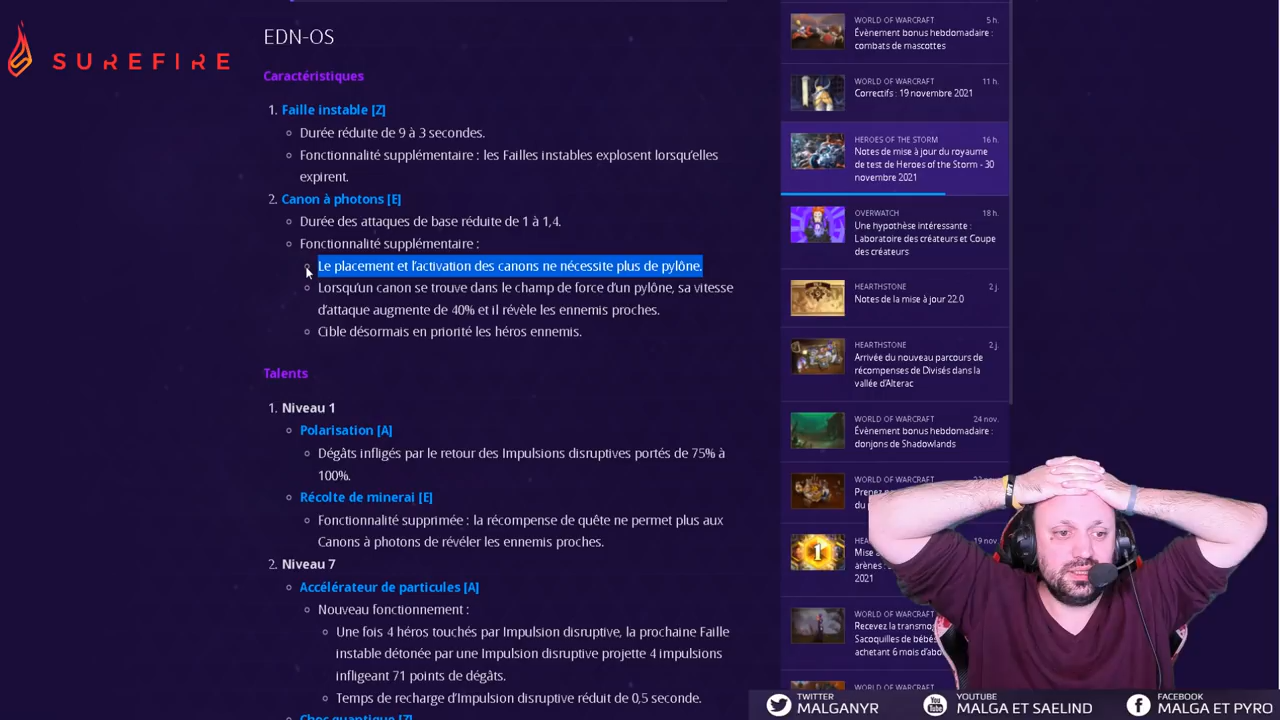 SUREFIRE
EDN-OS
Caractéristiques
1. Faille instable [Z]
Durée réduite de 9 à 3 secondes.
Fonctionnalité supplémentaire : les Failles instables explosent lorsqu'elles
expirent.
2. Canon à photons [E]
Durée des attaques de base réduite de 1 à 1,4.
Fonctionnalité supplémentaire :
Le placement et l'activation des canons ne nécessite plus de pylône.
Lorsqu'un canon se trouve dans le champ de force d'un pylône, sa vitesse
d'attaque augmente de 40% et il révèle les ennemis proches.
Cible désormais en priorité les héros ennemis.
Talents
1. Niveau 1
Polarisation [A]
Dégâts infligés par le retour des Impulsions disruptives portés de 75% à
100%.
Récolte de minerai [E]
Fonctionnalité supprimée : la récompense de quête ne permet plus aux
Canons à photons de révéler les ennemis proches.
2. Niveau 7
Accélérateur de particules [A]
Nouveau fonctionnement :
Une fois 4 héros touchés par Impulsion disruptive, la prochaine Faille
instable détonée par une Impulsion disruptive projette 4 impulsions
infligeant 71 points de dégâts.
Temps de recharge d'Impulsion disruptive réduit de 0,5 seconde.
Choc quantique [Z]
WORLD OF WARCRAFT 5 h.
Évènement bonus hebdomadaire :
combats de mascottes
WORLD OF WARCRAFT 11 h.
Correctifs : 19 novembre 2021
HEROES OF THE STORM 16 h.
Notes de mise à jour du royaume
de test de Heroes of the Storm - 30
novembre 2021
OVERWATCH 18 h.
Une hypothèse intéressante :
Laboratoire des créateurs et Coupe
des créateurs
HEARTHSTONE 2 j.
Notes de la mise à jour 22.0
HEARTHSTONE 2 j.
Arrivée du nouveau parcours de
récompenses de Divisés dans la
vallée d'Alterac
WORLD OF WARCRAFT 24 nov.
Évènement bonus hebdomadaire :
donjons de Shadowlands
WORLD OF WARCRAFT
Prenez
du
19 nov.
Mise à
arènes :
2021
WORLD OF
Recevez la transmog
Sacoquilles de bébés
achetant 6 mois d'abo
WORLD OF
TWITTER
MALGANYR
YOUTUBE
MALGA ET SAELIND
FACEBOOK
MALGA ET PYRO